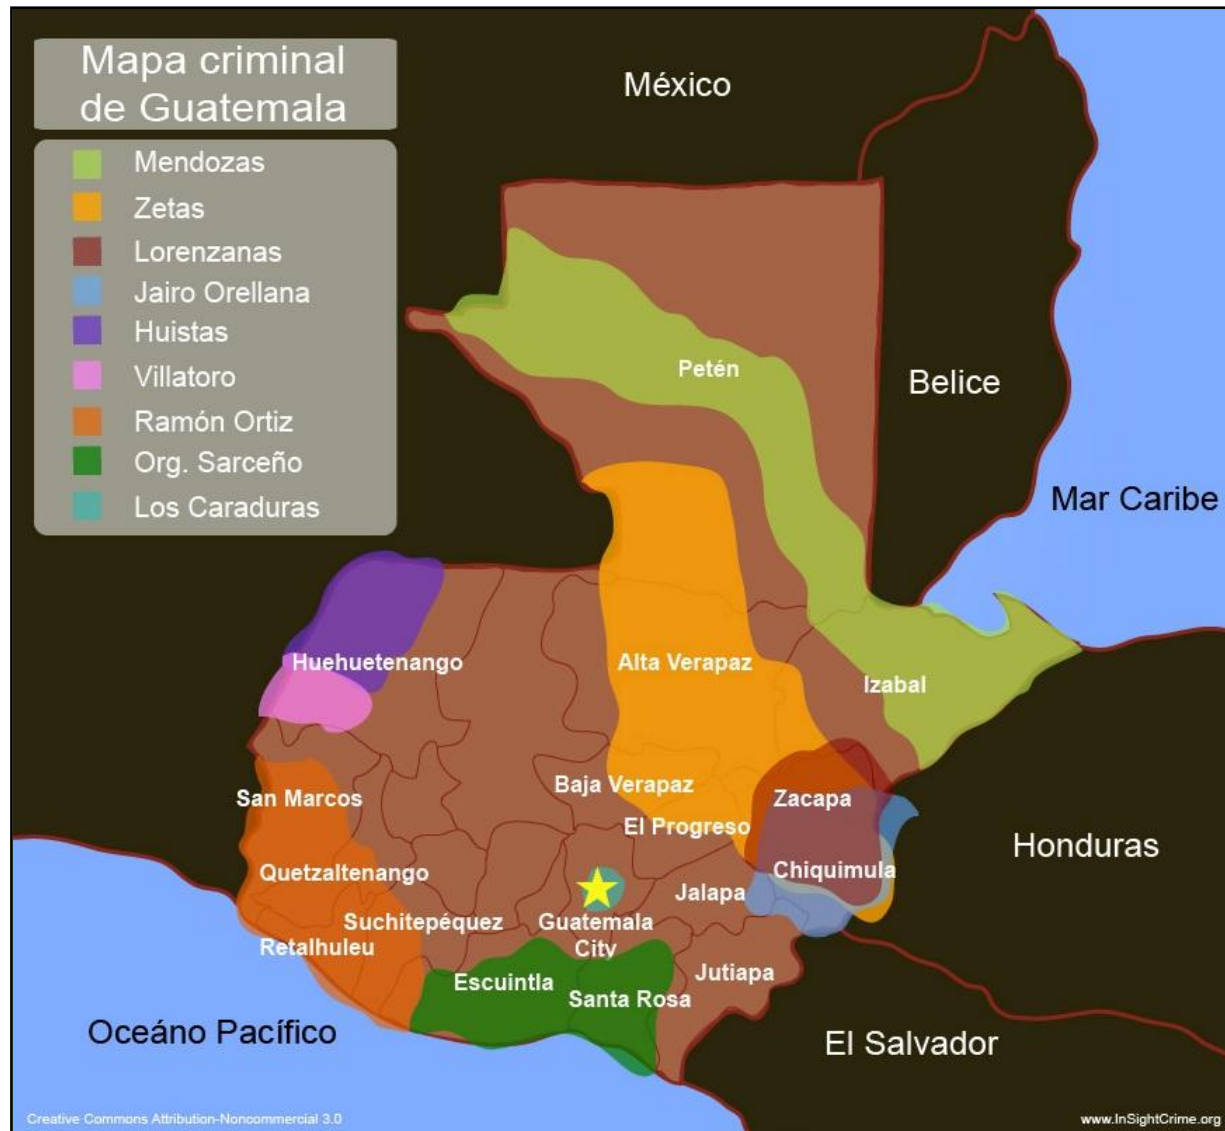 Mapa criminal
de Guatemala
Mendozas
Zetas
Lorenzanas
Jairo Orellana
Huistas
Villatoro
Ramón Ortiz
Org. Sarceño
Los Caraduras
México
Belice
Mar Caribe
Petén
Huehuetenango
Alta Verapaz
Izabal
San Marcos
Baja Verapaz
Zacapa
El Progreso
Honduras
Quetzaltenango
Chiquimula
Jalapa
Suchitepéquez
Guatemala
City
Retalhuleu
Jutiapa
Escuintla
Santa Rosa
Oceáno Pacífico
El Salvador
Creative Commons Attribution-Noncommercial 3.0
www.InSightCrime.org